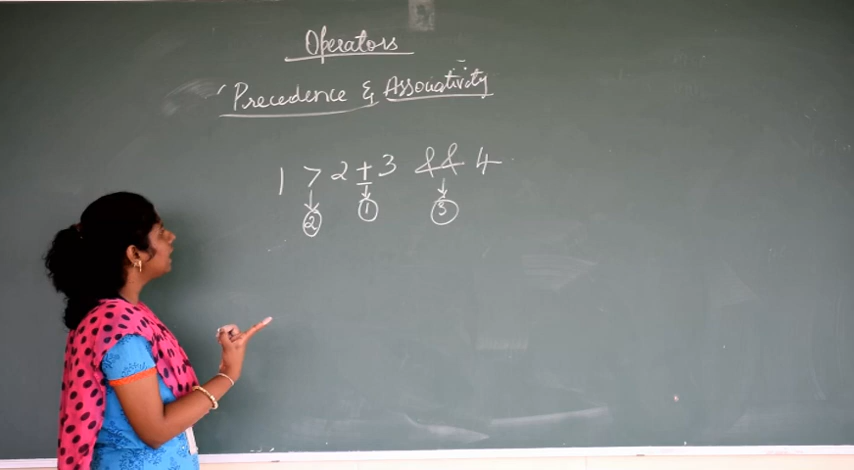 Operators
Precedence & Associativity
1 > 2 + 3 && 4
2 1 3